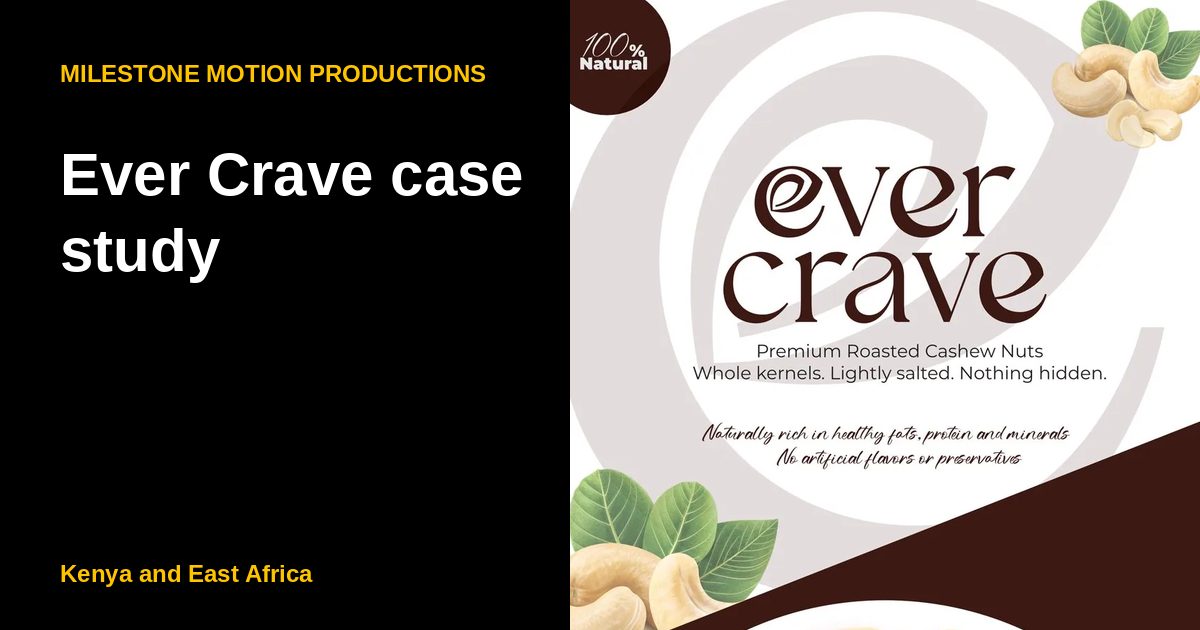 MILESTONE MOTION PRODUCTIONS
Ever Crave case
study
Kenya and East Africa
100%
Natural
ever
crave
Premium Roasted Cashew Nuts
Whole kernels. Lightly salted. Nothing hidden.
Naturally rich in healthy fats, protein and minerals
No artificial flavors or preservatives